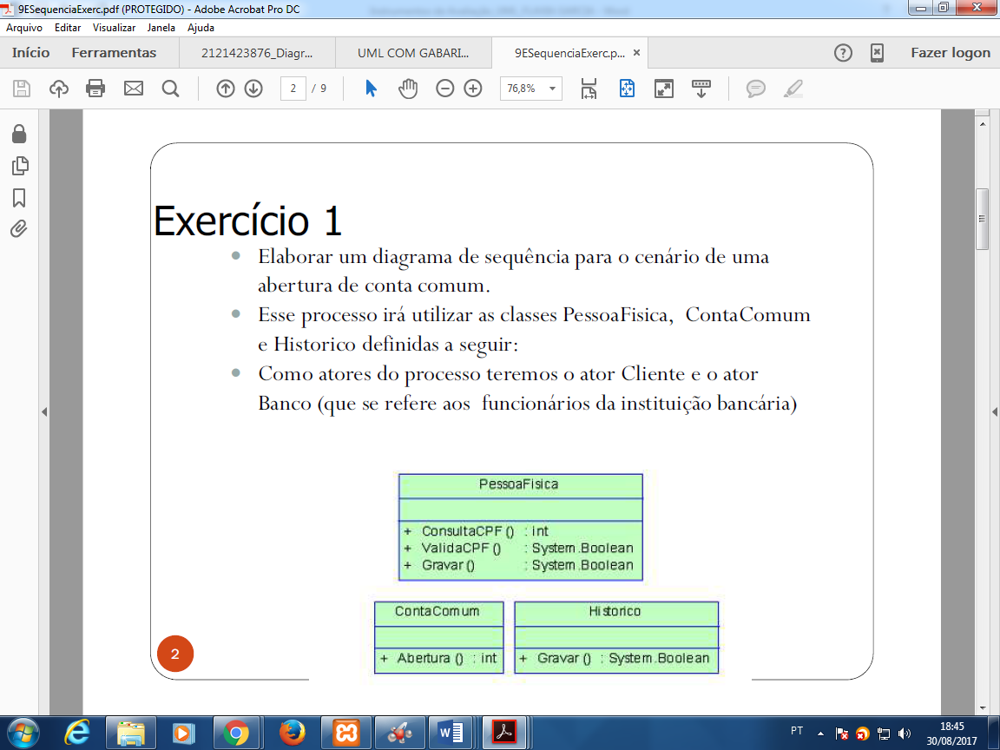 9ESequenciaExerc.pdf (PROTEGIDO) - Adobe Acrobat Pro DC
Arquivo Editar Visualizar Janela Ajuda
Início Ferramentas 2121423876_Diagr... UML COM GABARI... 9ESequenciaExerc.p... × Fazer logon
2 / 9 76,8%
Exercício 1
Elaborar um diagrama de sequência para o cenário de uma
abertura de conta comum.
Esse processo irá utilizar as classes PessoaFisica, ContaComum
e Historico definidas a seguir:
Como atores do processo teremos o ator Cliente e o ator
Banco (que se refere aos funcionários da instituição bancária)
PessoaFisica
+ ConsultaCPF () : int
+ ValidaCPF () : System.Boolean
+ Gravar () : System.Boolean
ContaComum
+ Abertura () : int
Historico
+ Gravar () : System.Boolean
2
PT
18:45
30/08/2017